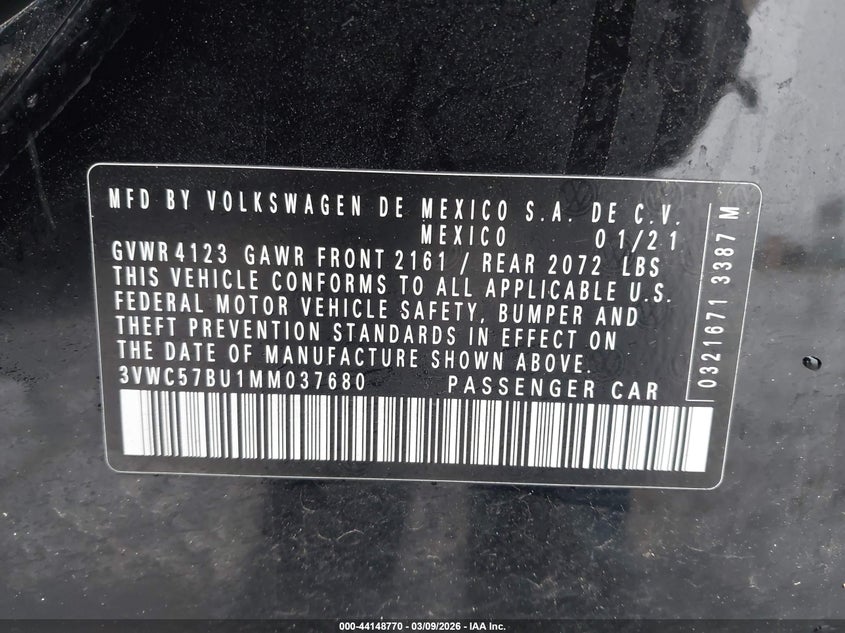 MFD BY VOLKSWAGEN DE MEXICO S.A. DE C.V.
MEXICO 01/21
GVWR 4123 GAWR FRONT 2161 / REAR 2072 LBS
THIS VEHICLE CONFORMS TO ALL APPLICABLE U.S.
FEDERAL MOTOR VEHICLE SAFETY, BUMPER AND
THEFT PREVENTION STANDARDS IN EFFECT ON
THE DATE OF MANUFACTURE SHOWN ABOVE.
3VWC57BU1MM037680 PASSENGER CAR
0321671 3387 M
000-44148770 - 03/09/2026 - IAA Inc.